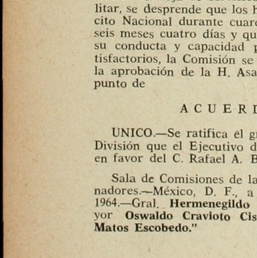 litar, se desprende que los h
cito Nacional durante cuar
seis meses cuatro días y qu
su conducta y capacidad p
tisfactorios, la Comisión se
la aprobación de la H. Asa
punto de
ACUERD
UNICO.—Se ratifica el g
División que el Ejecutivo d
en favor del C. Rafael A. E
Sala de Comisiones de la
nadores.—México, D. F., a
1964.—Gral. Hermenegildo
yor Oswaldo Cravioto Cis
Matos Escobedo."